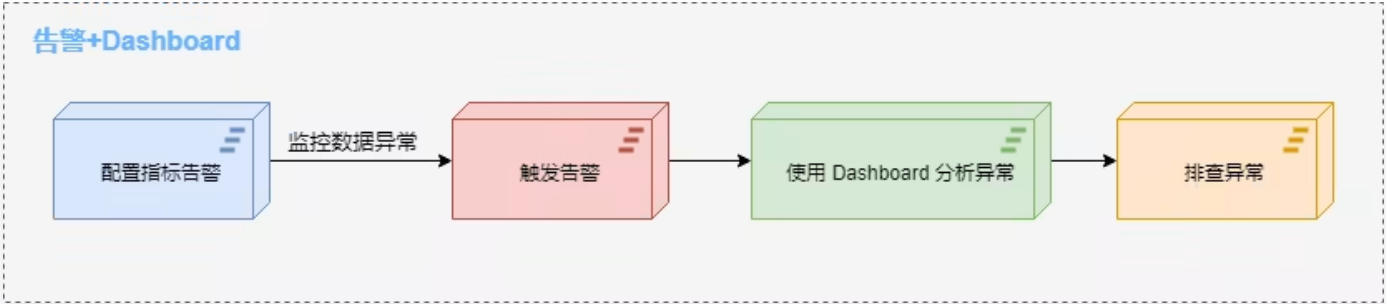 告警+Dashboard
配置指标告警
监控数据异常
触发告警
使用 Dashboard 分析异常
排查异常